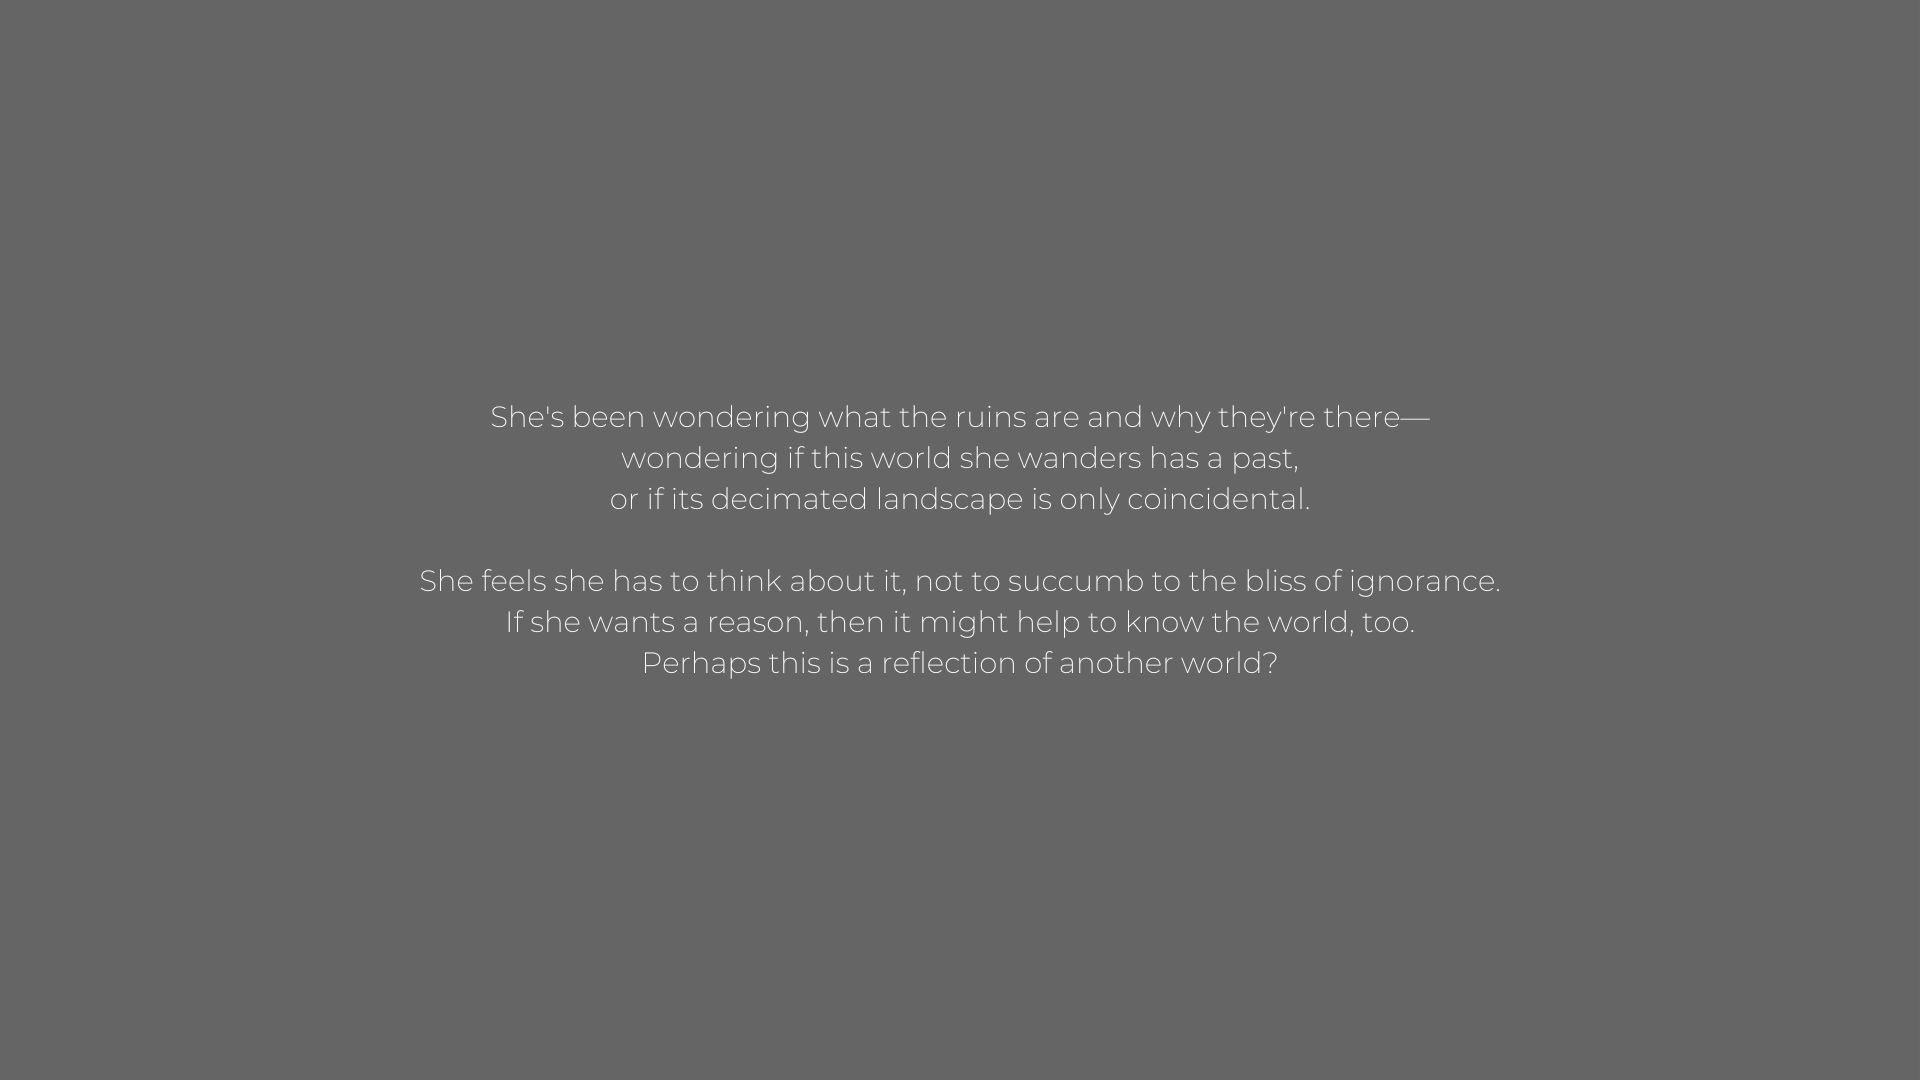 She's been wondering what the ruins are and why they're there—
wondering if this world she wanders has a past,
or if its decimated landscape is only coincidental.
She feels she has to think about it, not to succumb to the bliss of ignorance.
If she wants a reason, then it might help to know the world, too.
Perhaps this is a reflection of another world?